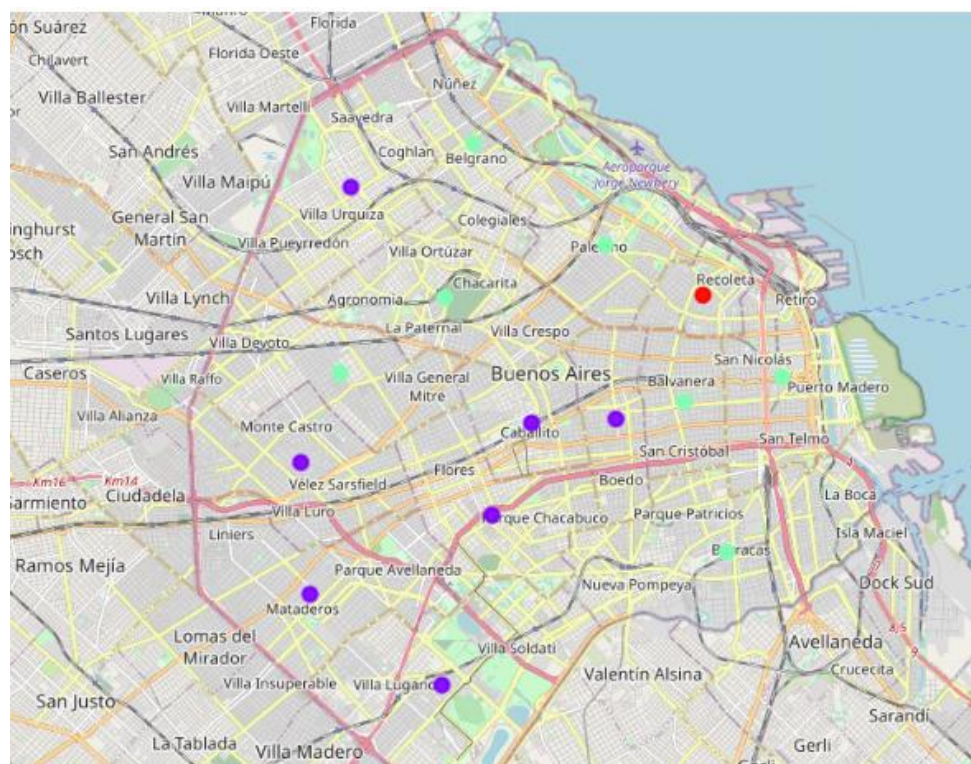 Florida
ón Suárez
Florida Oeste
Chilavert
Núñez
Villa Ballester
Villa Martelli
Saavedra
Coghlan
Belgrano
San Andrés
Aeroparque
Jorge Newbery
Villa Maipú
Villa Urquiza
Colegiales
General San
Martín
Villa Pueyrredón
Villa Ortúzar
Palermo
Chacarita
Recoleta
Villa Lynch
Agronomía
Retiro
La Paternal
Villa Crespo
Santos Lugares
Villa Devoto
San Nicolás
Caseros
Villa Raffo
Villa General
Mitre
Buenos Aires
Balvanera
Puerto Madero
Villa Alianza
Monte Castro
Caballito
San Telmo
San Cristóbal
Flores
Km16
Km14
Vélez Sarsfield
Boedo
Ciudadela
La Boca
Villa Luro
Parque Chacabuco
Parque Patricios
Liniers
Isla Maciel
Barracas
Ramos Mejía
Parque Avellaneda
Nueva Pompeya
Dock Sud
Mataderos
Lomas del
Mirador
Villa Soldati
Avellaneda
Valentín Alsina
Crucecita
Villa Insuperable
Villa Lugano
San Justo
Sarandí
La Tablada
Villa Madero
Gerli